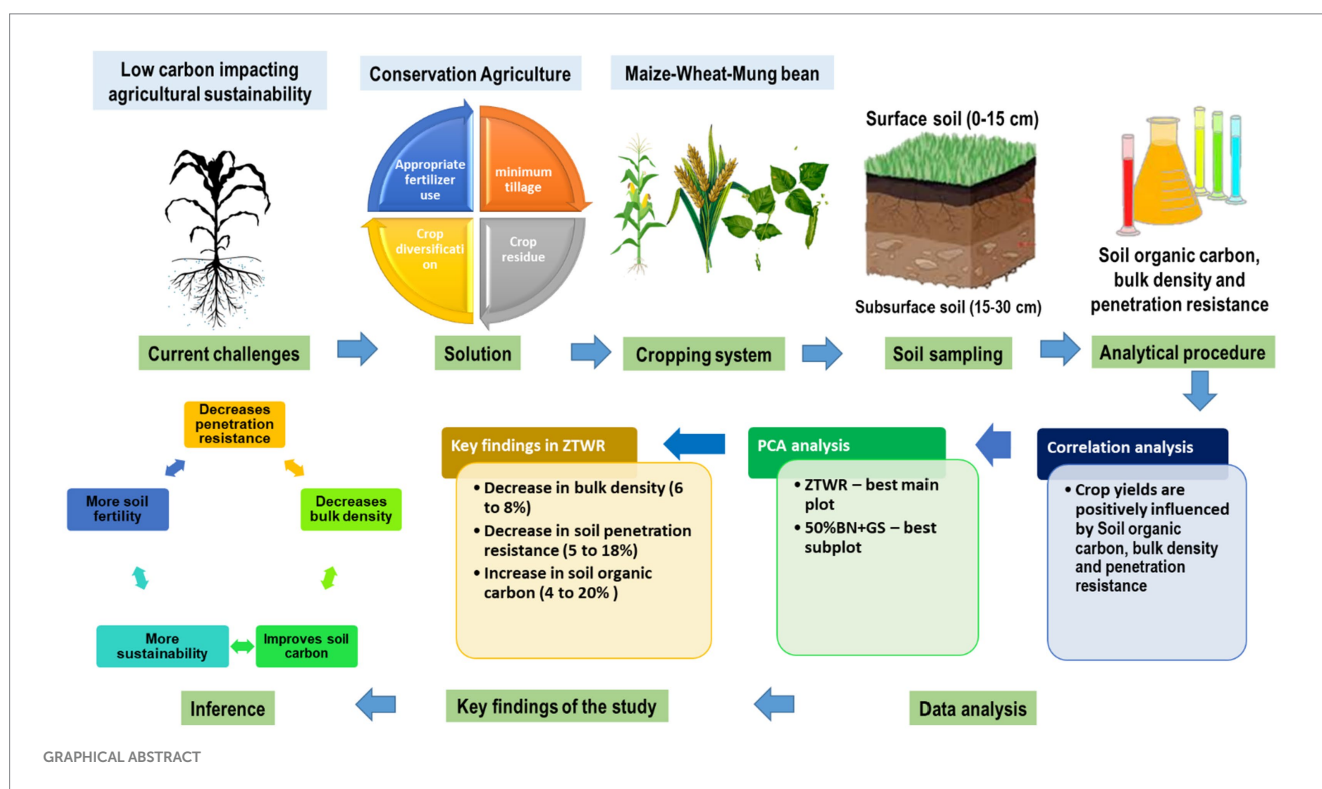 Low carbon impacting
agricultural sustainability
Conservation Agriculture
Maize-Wheat-Mung bean
Appropriate
fertilizer
use
minimum
tillage
Crop
diversificati
on
Crop
residue
Surface soil (0-15 cm)
Subsurface soil (15-30 cm)
Soil organic carbon,
bulk density and
penetration resistance
Current challenges
Solution
Cropping system
Soil sampling
Analytical procedure
Correlation analysis
• Crop yields are
positively influenced
by Soil organic
carbon, bulk density
and penetration
resistance
PCA analysis
• ZTWR – best main
plot
• 50%BN+GS – best
subplot
Key findings in ZTWR
• Decrease in bulk density (6
to 8%)
• Decrease in soil penetration
resistance (5 to 18%)
• Increase in soil organic
carbon (4 to 20% )
Decreases
penetration
resistance
More soil
fertility
Decreases
bulk density
More
sustainability
Improves soil
carbon
Inference
Key findings of the study
Data analysis
GRAPHICAL ABSTRACT